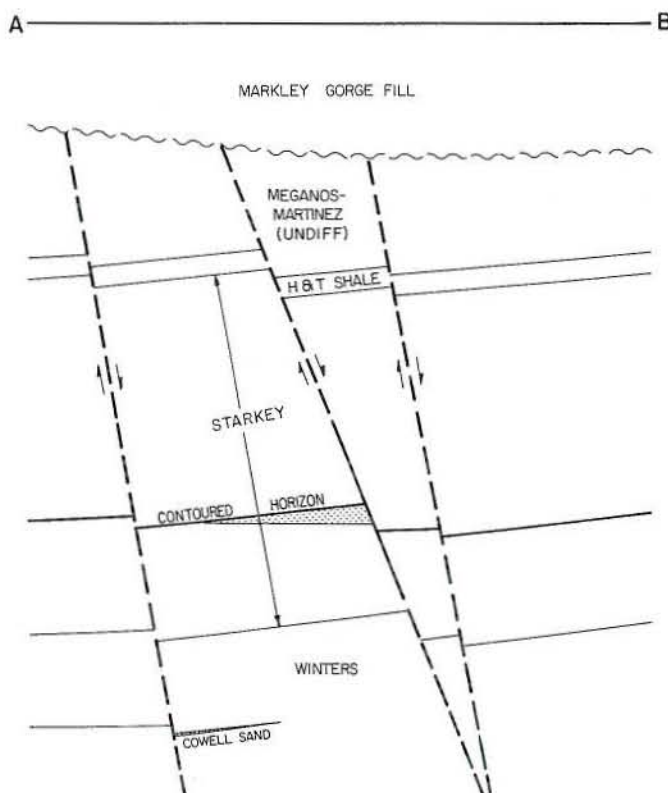 A B
MARKLEY GORGE FILL
MEGANOS-
MARTINEZ
(UNDIFF)
H & T SHALE
STARKEY
CONTOURED HORIZON
WINTERS
COWELL SAND